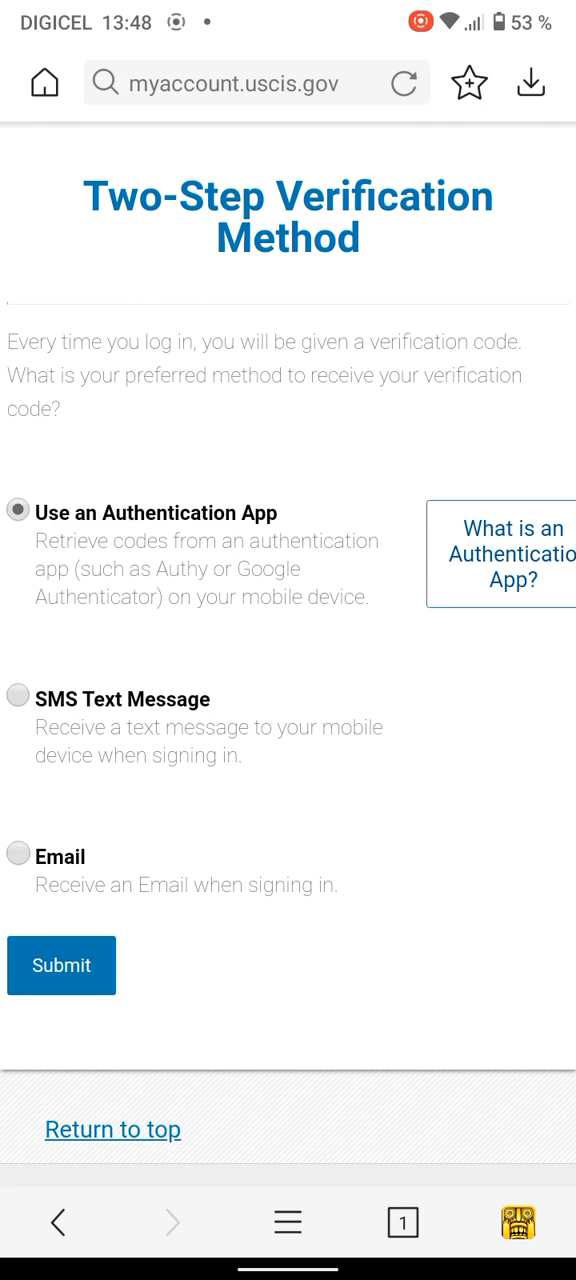 DIGICEL 13:48
53 %
myaccount.uscis.gov
Two-Step Verification
Method
Every time you log in, you will be given a verification code.
What is your preferred method to receive your verification
code?
Use an Authentication App
Retrieve codes from an authentication
app (such as Authy or Google
Authenticator) on your mobile device.
What is an
Authenticatio
App?
SMS Text Message
Receive a text message to your mobile
device when signing in.
Email
Receive an Email when signing in.
Submit
Return to top
1